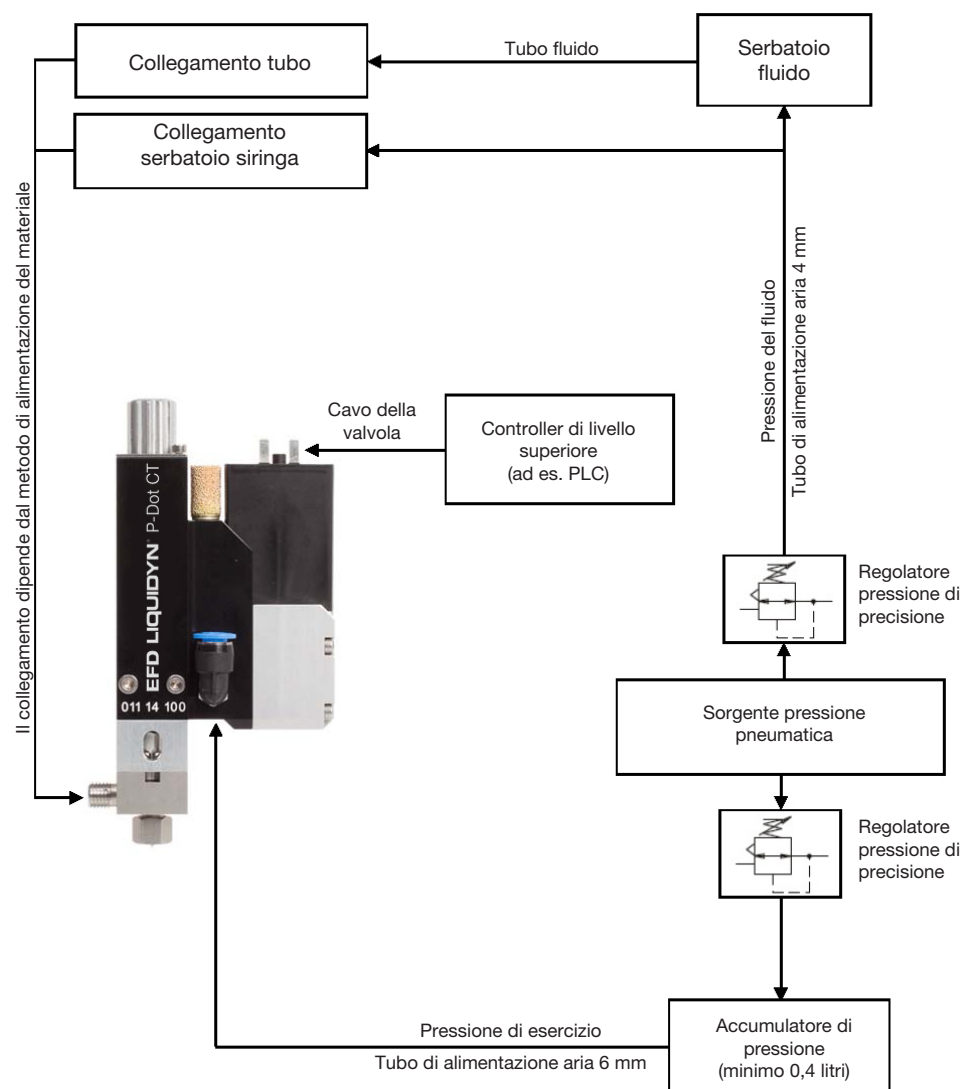 Collegamento tubo
Tubo fluido
Serbatoio
fluido
Collegamento
serbatoio siringa
Il collegamento dipende dal metodo di alimentazione del materiale
Pressione del fluido
Tubo di alimentazione aria 4 mm
Cavo della
valvola
Controller di livello
superiore
(ad es. PLC)
EFD LIQUIDYN® P-Dot CT
011 14 100
Regolatore
pressione di
precisione
Sorgente pressione
pneumatica
Regolatore
pressione di
precisione
Pressione di esercizio
Tubo di alimentazione aria 6 mm
Accumulatore di
pressione
(minimo 0,4 litri)